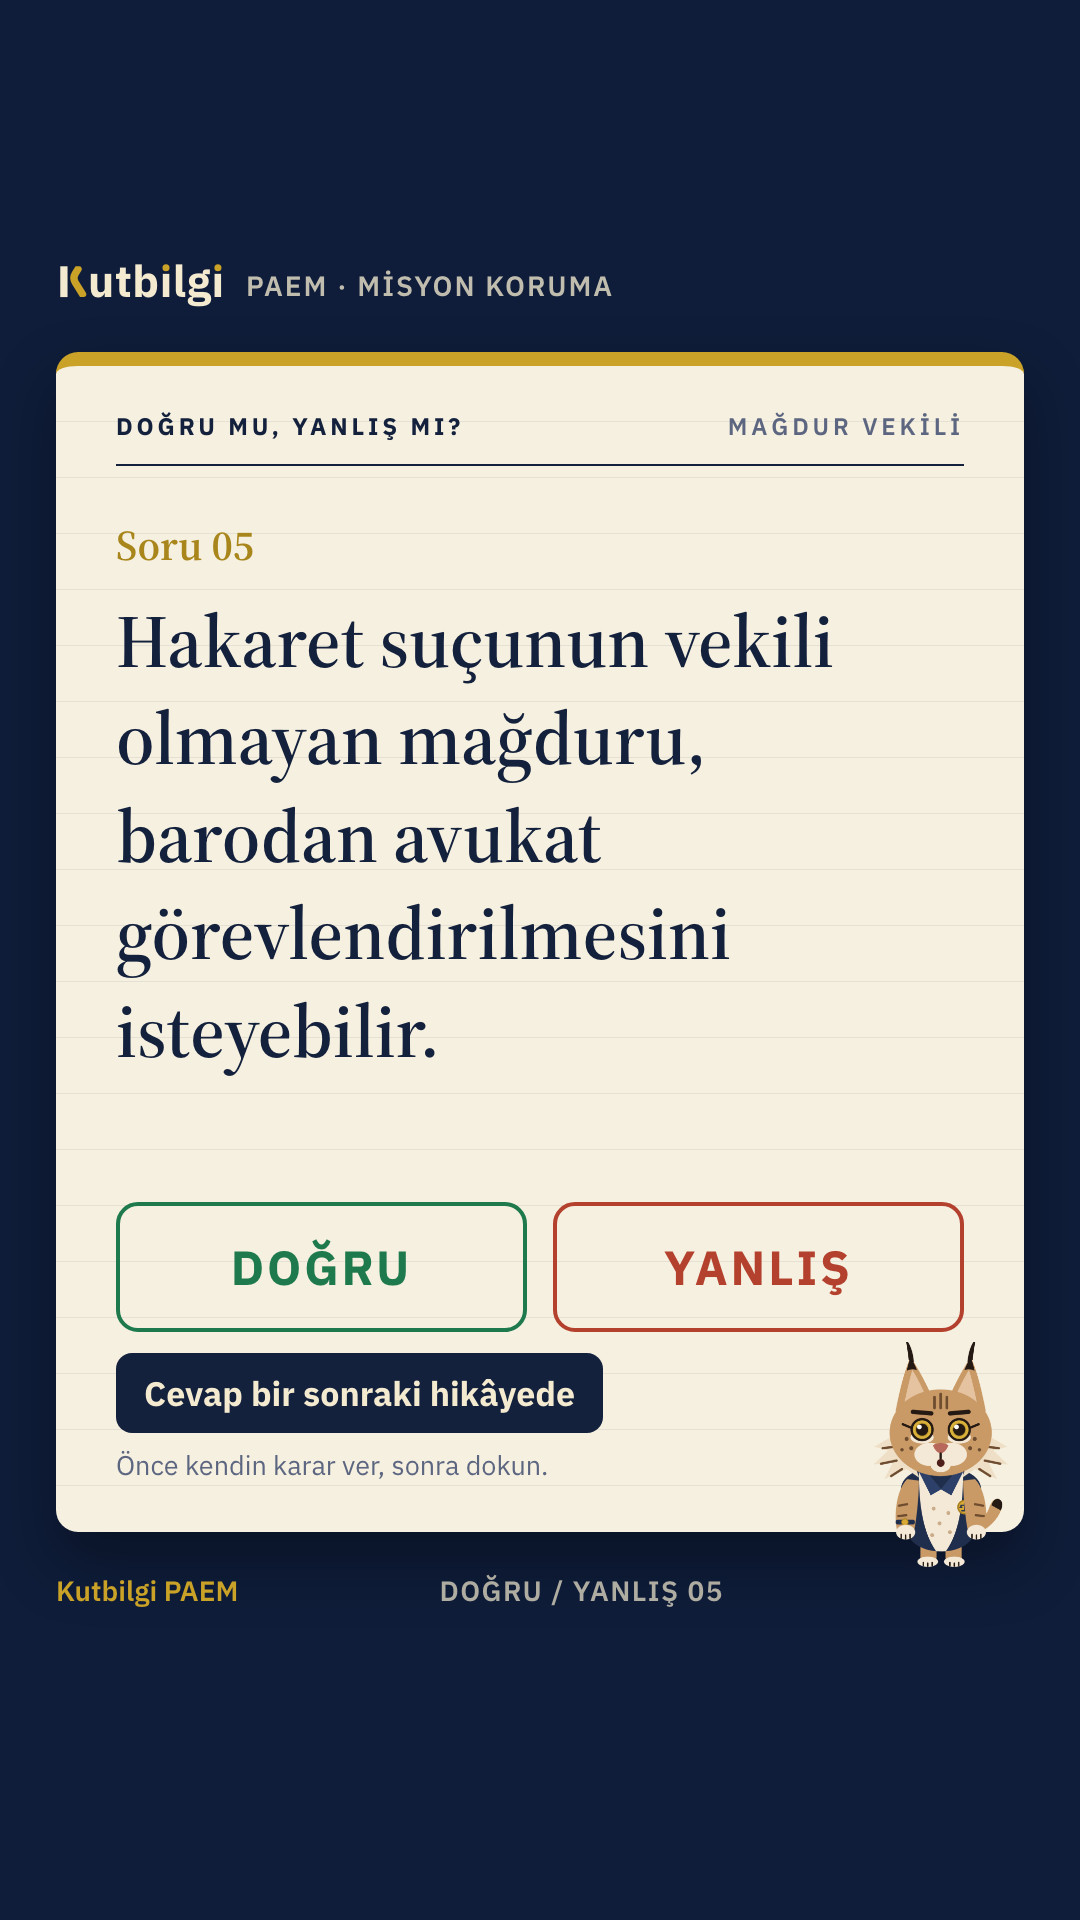 Kutbilgi PAEM · MİSYON KORUMA
DOĞRU MU, YANLIŞ MI? MAĞDUR VEKİLİ
Soru 05
Hakaret suçunun vekili
olmayan mağduru,
barodan avukat
görevlendirilmesini
isteyebilir.
DOĞRU YANLIŞ
Cevap bir sonraki hikâyede
Önce kendin karar ver, sonra dokun.
Kutbilgi PAEM DOĞRU / YANLIŞ 05